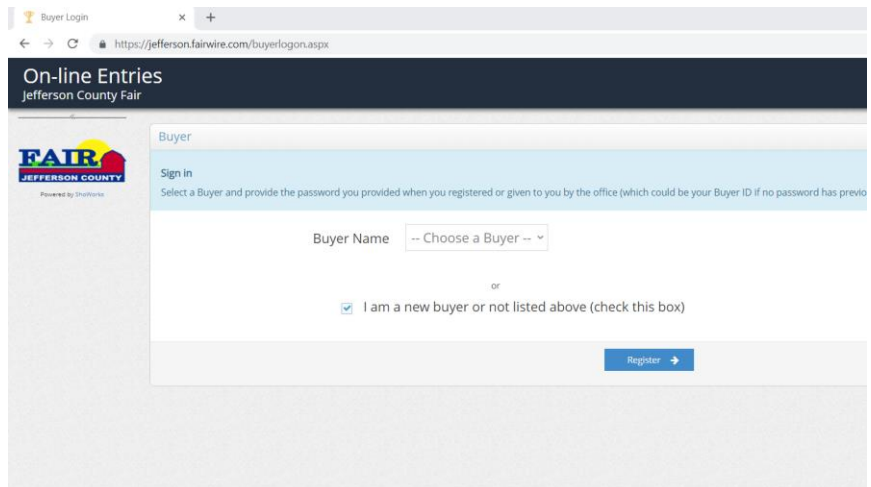 Buyer Login
https://jefferson.fairwire.com/buyerlogon.aspx
On-line Entries
Jefferson County Fair
FAIR
JEFFERSON COUNTY
Powered by ShoWorks
Buyer
Sign in
Select a Buyer and provide the password you provided when you registered or given to you by the office (which could be your Buyer ID if no password has previo
Buyer Name
-- Choose a Buyer --
or
I am a new buyer or not listed above (check this box)
Register